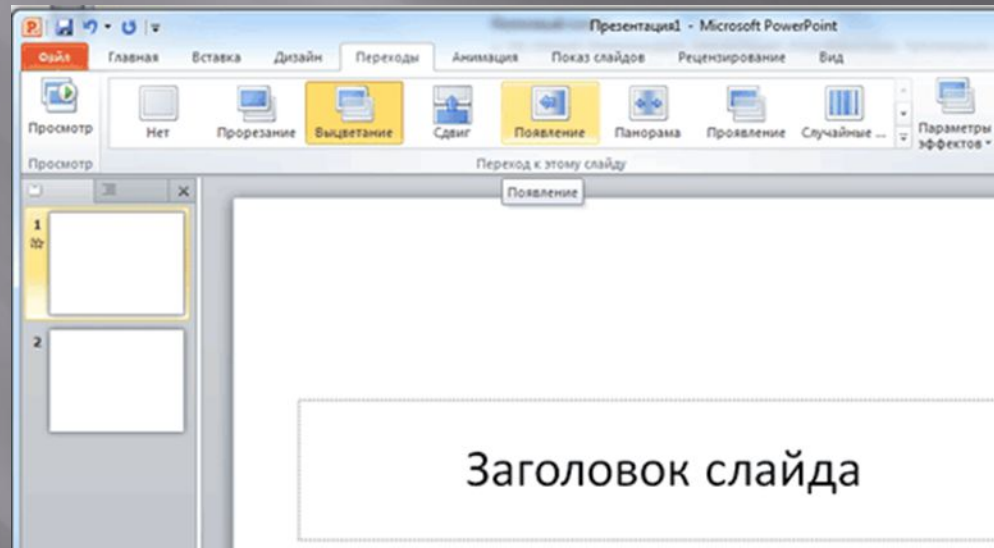 Презентация1 - Microsoft PowerPoint
Файл Главная Вставка Дизайн Переходы Анимация Показ слайдов Рецензирование Вид
Просмотр Нет Прорезание Выцветание Сдвиг Появление Панорама Проявление Случайные ... Параметры эффектов
Просмотр Переход к этому слайду
Появление
1
2
Заголовок слайда